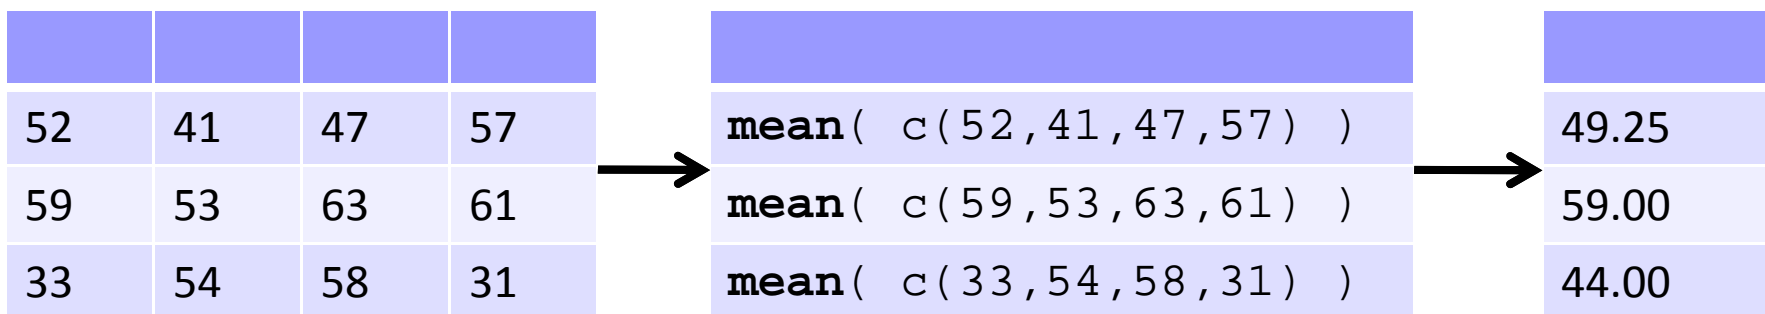 52 41 47 57 mean( c(52,41,47,57) ) 49.25
59 53 63 61 mean( c(59,53,63,61) ) 59.00
33 54 58 31 mean( c(33,54,58,31) ) 44.00